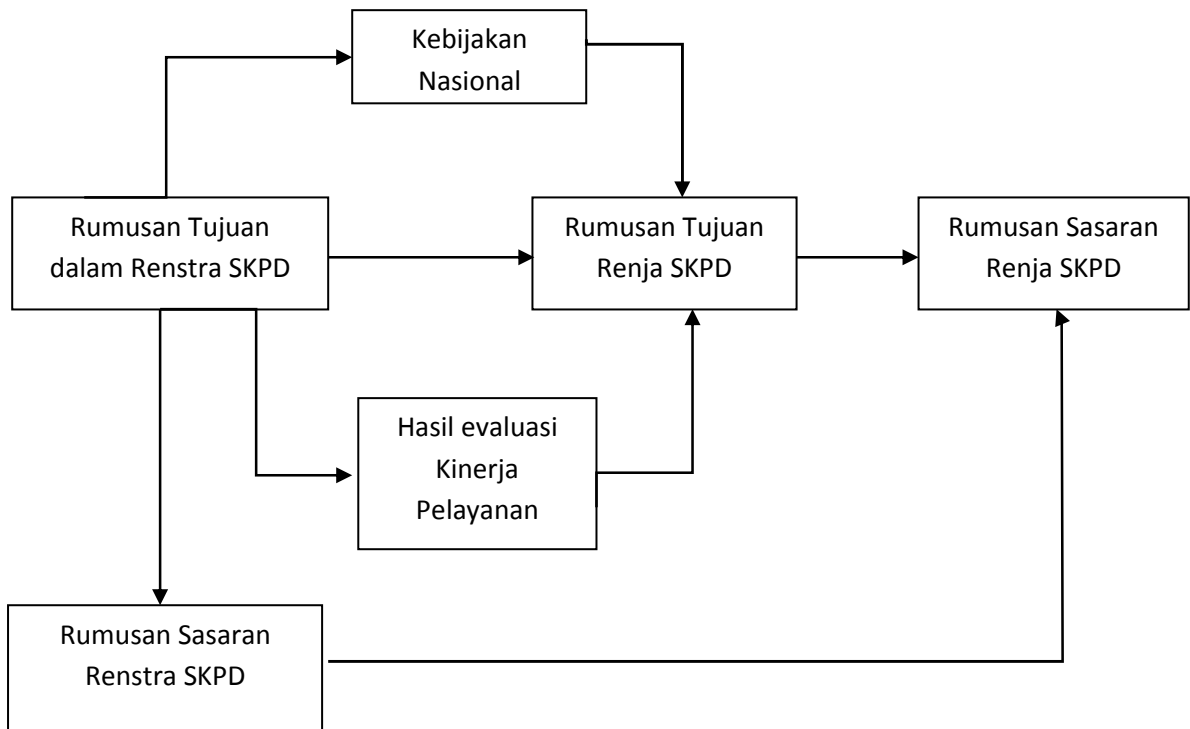 Kebijakan
Nasional
Rumusan Tujuan
dalam Renstra SKPD
Rumusan Tujuan
Renja SKPD
Rumusan Sasaran
Renja SKPD
Hasil evaluasi
Kinerja
Pelayanan
Rumusan Sasaran
Renstra SKPD